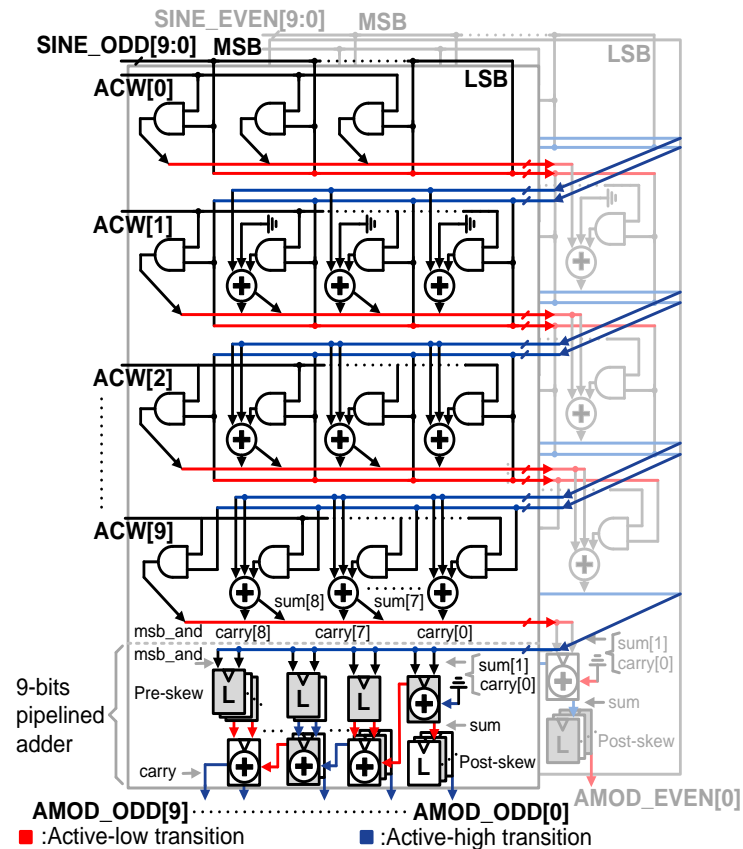 SINE_EVEN[9:0] MSB
SINE_ODD[9:0] MSB
LSB
LSB
ACW[0]
ACW[1]
ACW[2]
ACW[9]
sum[8] sum[7]
msb_and carry[8] carry[7] carry[0]
msb_and
sum[1]
carry[0]
sum[1]
carry[0]
9-bits
pipelined
adder
Pre-skew
L L L
sum
sum
carry
L
Post-skew
L
Post-skew
AMOD_EVEN[0]
AMOD_ODD[9] AMOD_ODD[0]
:Active-low transition :Active-high transition